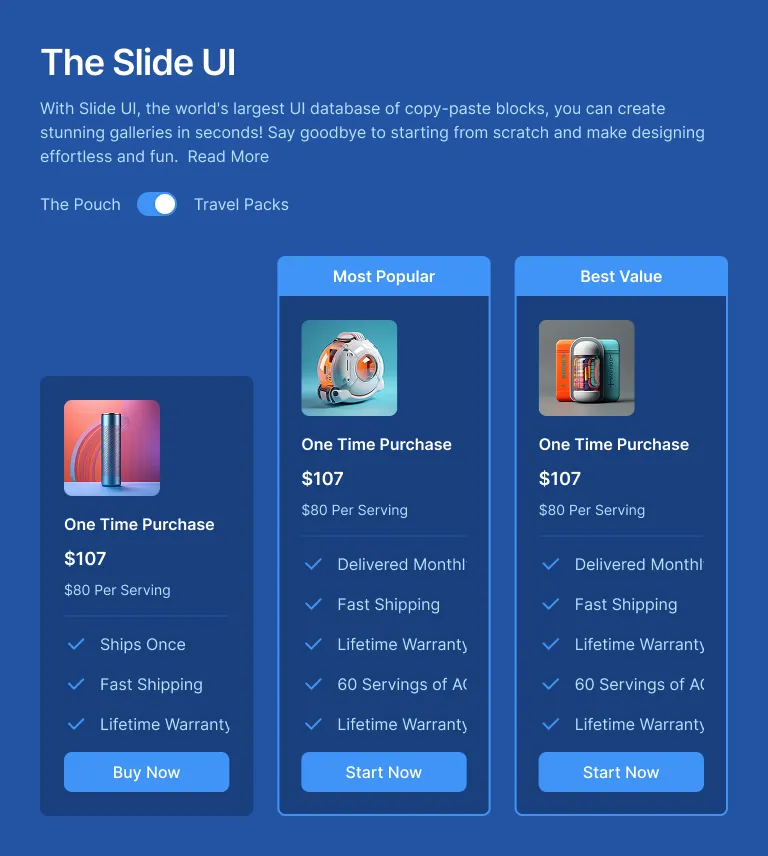 The Slide UI
With Slide UI, the world's largest UI database of copy-paste blocks, you can create
stunning galleries in seconds! Say goodbye to starting from scratch and make designing
effortless and fun. Read More
The Pouch
Travel Packs
One Time Purchase
$107
$80 Per Serving
Ships Once
Fast Shipping
Lifetime Warranty
Buy Now
Most Popular
One Time Purchase
$107
$80 Per Serving
Delivered Monthl
Fast Shipping
Lifetime Warranty
60 Servings of AG
Lifetime Warranty
Start Now
Best Value
One Time Purchase
$107
$80 Per Serving
Delivered Monthl
Fast Shipping
Lifetime Warranty
60 Servings of AG
Lifetime Warranty
Start Now